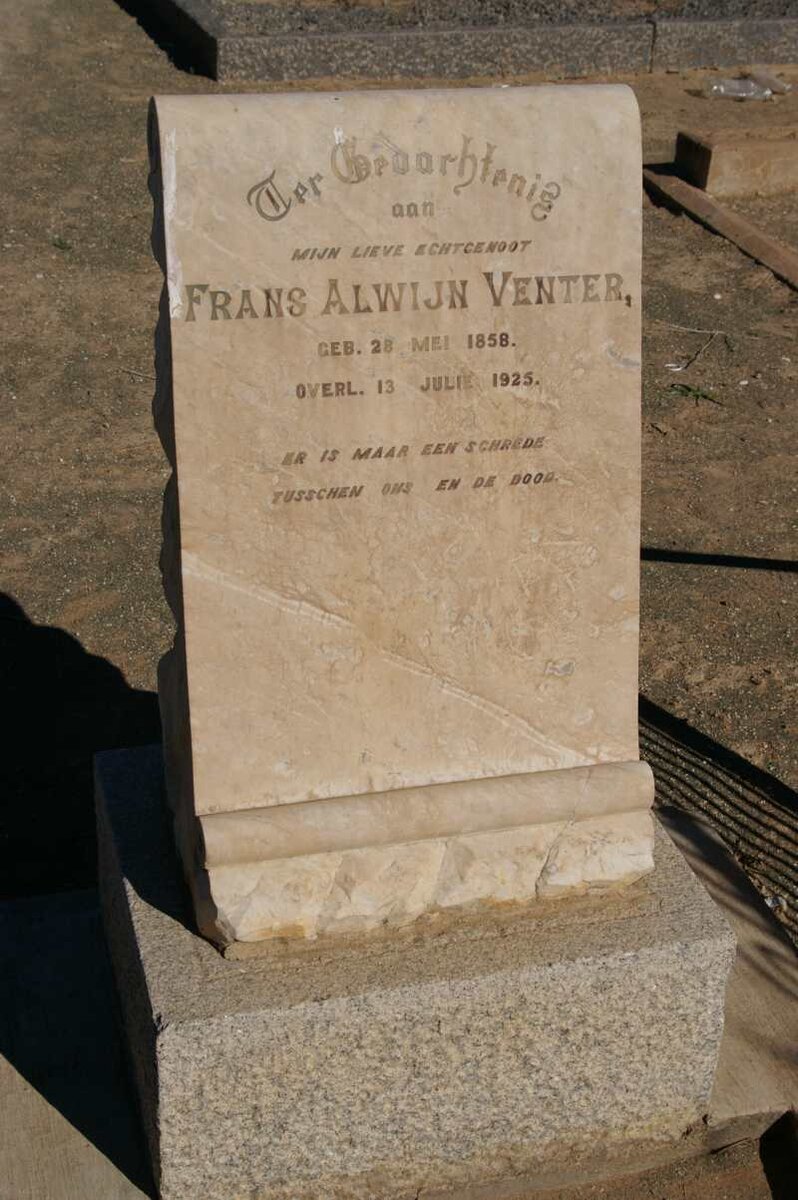 Ter Gedachtenis
aan
MIJN LIEVE ECHTGENOOT
FRANS ALWIJN VENTER,
GEB. 28 MEI 1858.
OVERL. 13 JULIE 1925.
ER IS MAAR EEN SCHREDE
TUSSCHEN ONS EN DE DOOD.